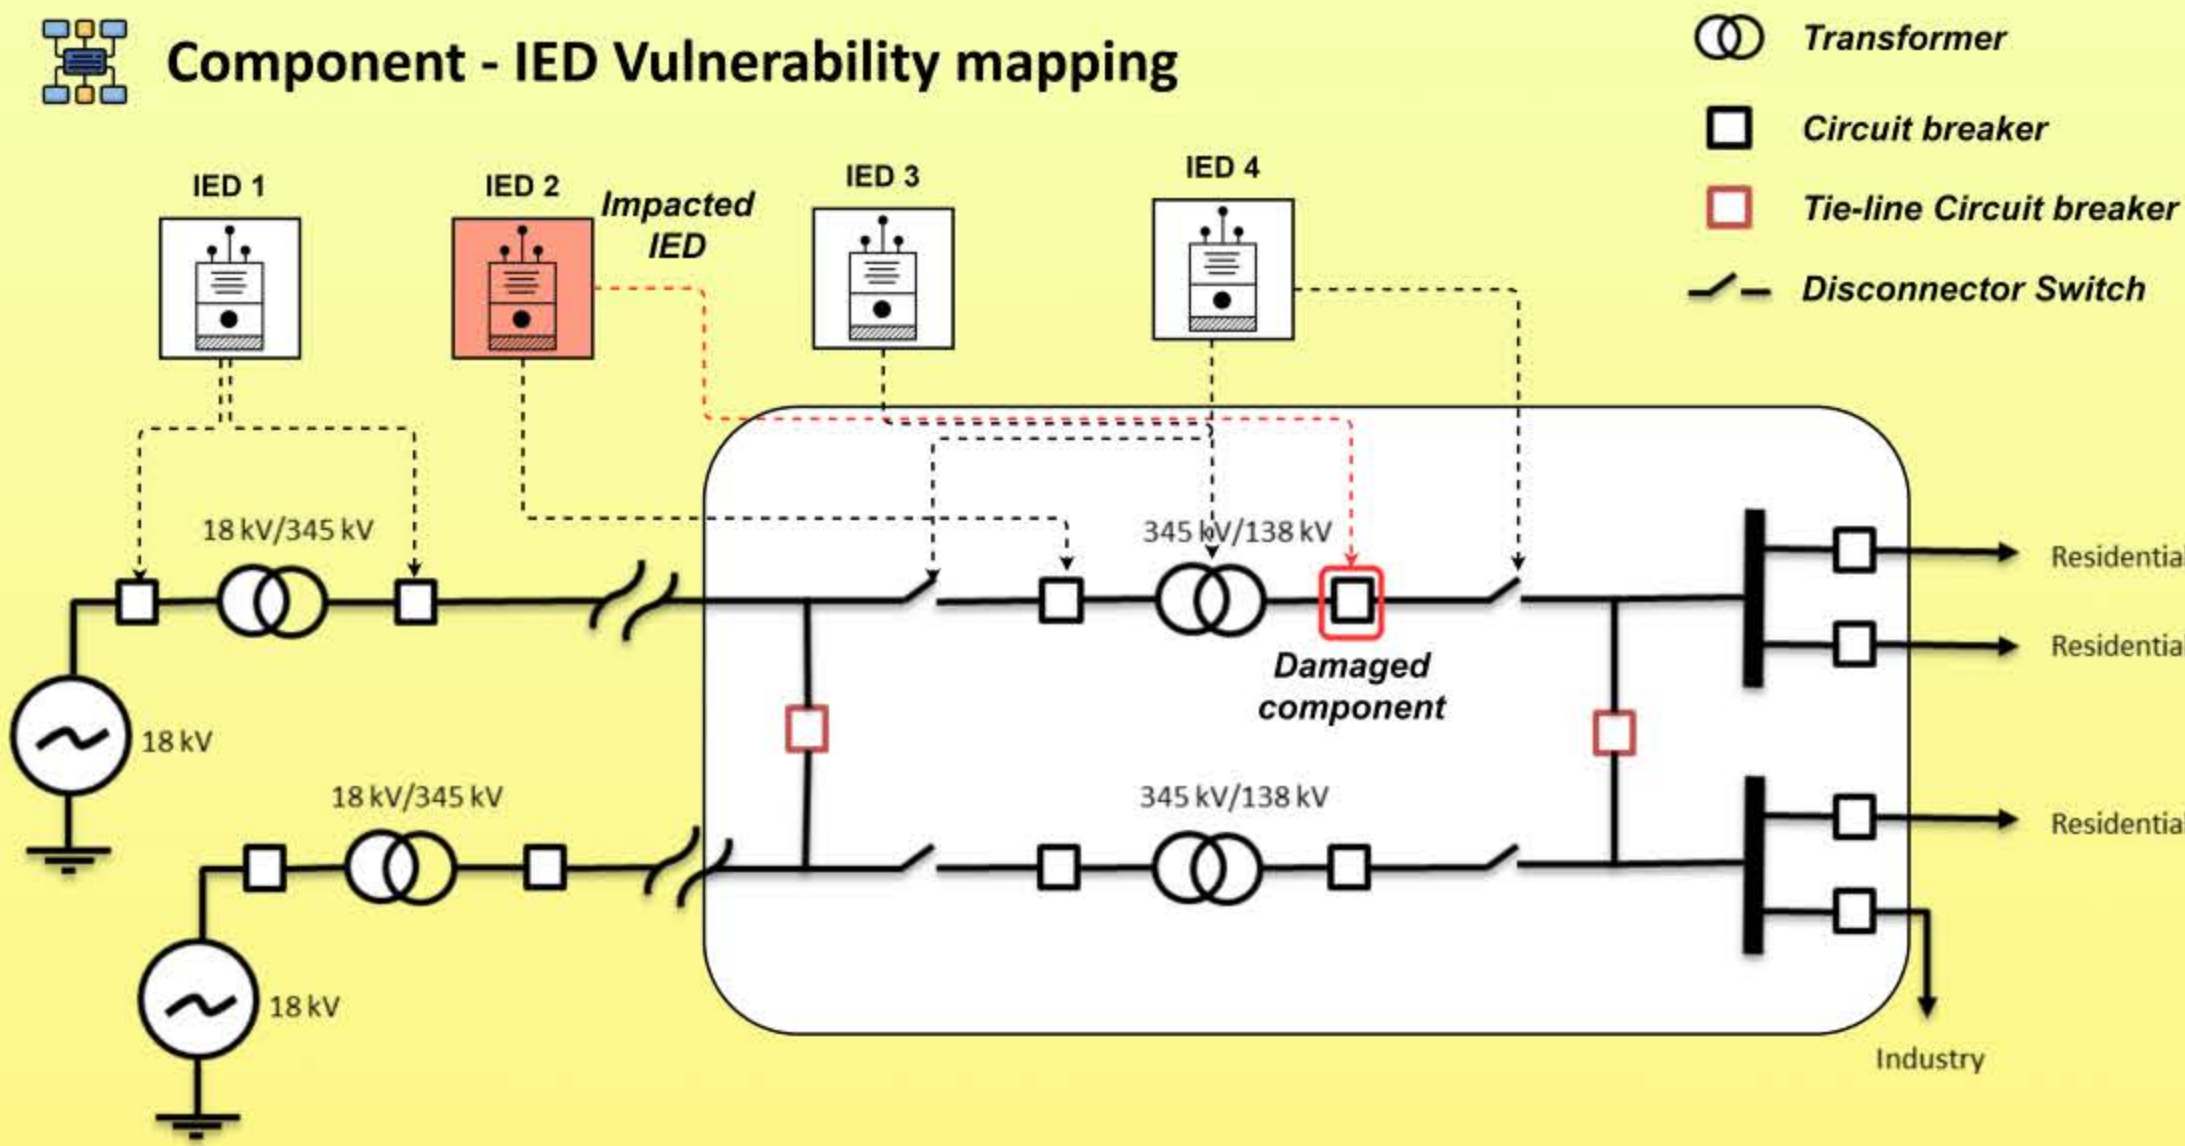 Component - IED Vulnerability mapping
Transformer
Circuit breaker
Tie-line Circuit breaker
Disconnector Switch
IED 1
IED 2
Impacted
IED
IED 3
IED 4
18 kV/345 kV
345 kV/138 kV
Residential
Residential
Damaged
component
18 kV
18 kV/345 kV
345 kV/138 kV
Residential
18 kV
Industry